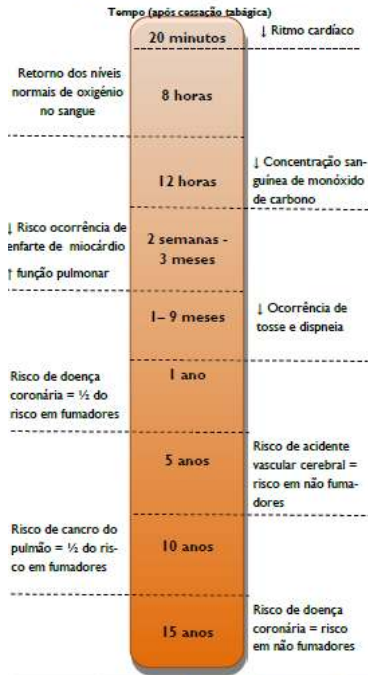 Tempo (após cessação tabágica)
20 minutos
↓ Ritmo cardíaco
Retorno dos níveis
normais de oxigénio
no sangue
8 horas
12 horas
↓ Concentração san-
guínea de monóxido
de carbono
↓ Risco ocorrência de
enfarte de miocárdio
↑ função pulmonar
2 semanas -
3 meses
1– 9 meses
↓ Ocorrência de
tosse e dispneia
1 ano
Risco de doença
coronária = ½ do
risco em fumadores
5 anos
Risco de acidente
vascular cerebral =
risco em não fuma-
dores
Risco de cancro do
pulmão = ½ do ris-
co em fumadores
10 anos
15 anos
Risco de doença
coronária = risco
em não fumadores